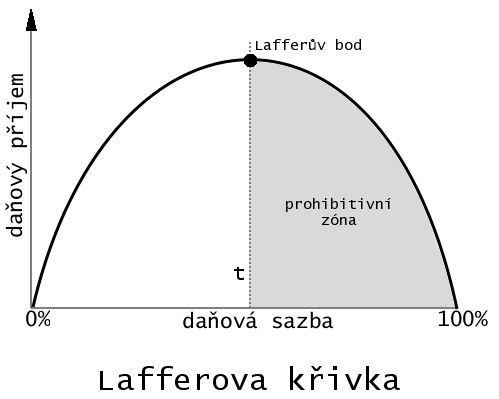 Lafferův bod
daňový příjem
prohibitivní
zóna
t
0%
daňová sazba
100%
Lafferova křivka